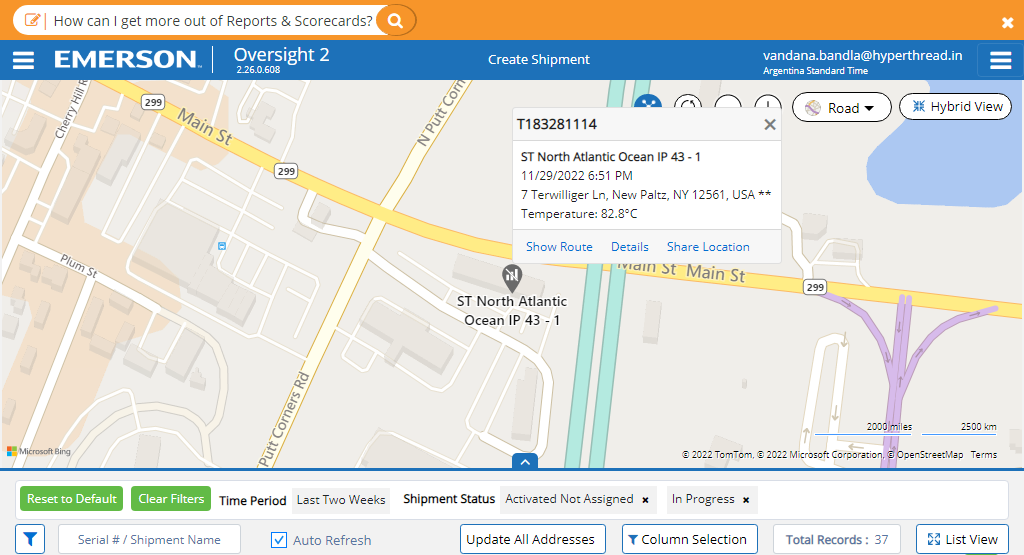 How can I get more out of Reports & Scorecards?
EMERSON
Oversight 2
2.26.0.608
Create Shipment
vandana.bandla@hyperthread.in
Argentina Standard Time
Cherry Hill R
299
Main St
N Putt Corn
Road
Hybrid View
T183281114
ST North Atlantic Ocean IP 43 - 1
11/29/2022 6:51 PM
7 Terwilliger Ln, New Paltz, NY 12561, USA **
Temperature: 82.8°C
Show Route Details Share Location
299
Plum St
Main St Main St
299
ST North Atlantic
Ocean IP 43 - 1
Putt Corners Rd
2000 miles 2500 km
Microsoft Bing
© 2022 TomTom, © 2022 Microsoft Corporation, © OpenStreetMap Terms
Reset to Default Clear Filters Time Period Last Two Weeks Shipment Status Activated Not Assigned × In Progress ×
Serial # / Shipment Name Auto Refresh Update All Addresses Column Selection Total Records : 37 List View